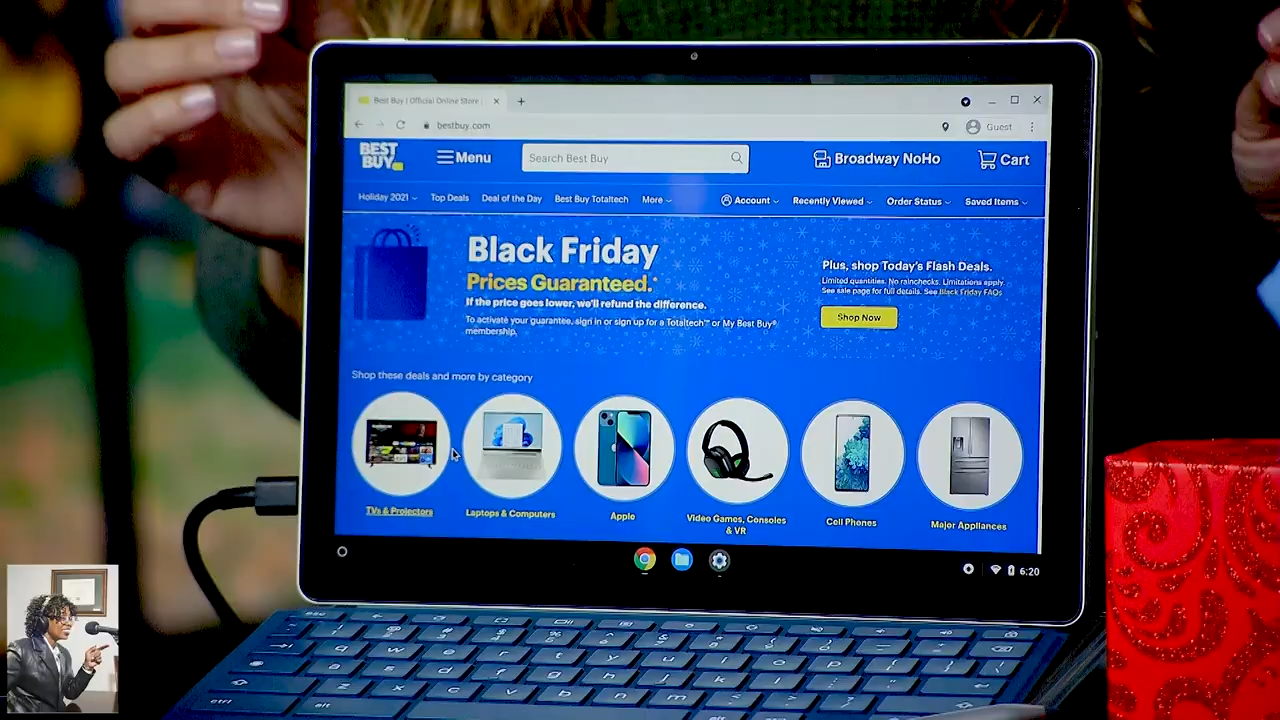 Best Buy | Official Online Store |
bestbuy.com
Guest
BEST
BUY
Menu
Search Best Buy
Broadway NoHo
Cart
Holiday 2021
Top Deals
Deal of the Day
Best Buy Totaltech
More
Account
Recently Viewed
Order Status
Saved Items
Black Friday
Prices Guaranteed.*
If the price goes lower, we'll refund the difference.
To activate your guarantee, sign in or sign up for a Totaltech™ or My Best Buy®
membership.
Plus, shop Today's Flash Deals.
Limited quantities. No rainchecks. Limitations apply.
See sale page for full details. See Black Friday FAQs
Shop Now
Shop these deals and more by category
TVs & Projectors
Laptops & Computers
Apple
Video Games, Consoles
& VR
Cell Phones
Major Appliances
6:20
esc
q w e r t y u i o p
a s d f g h j k l
z x c v b n m
ctrl alt alt